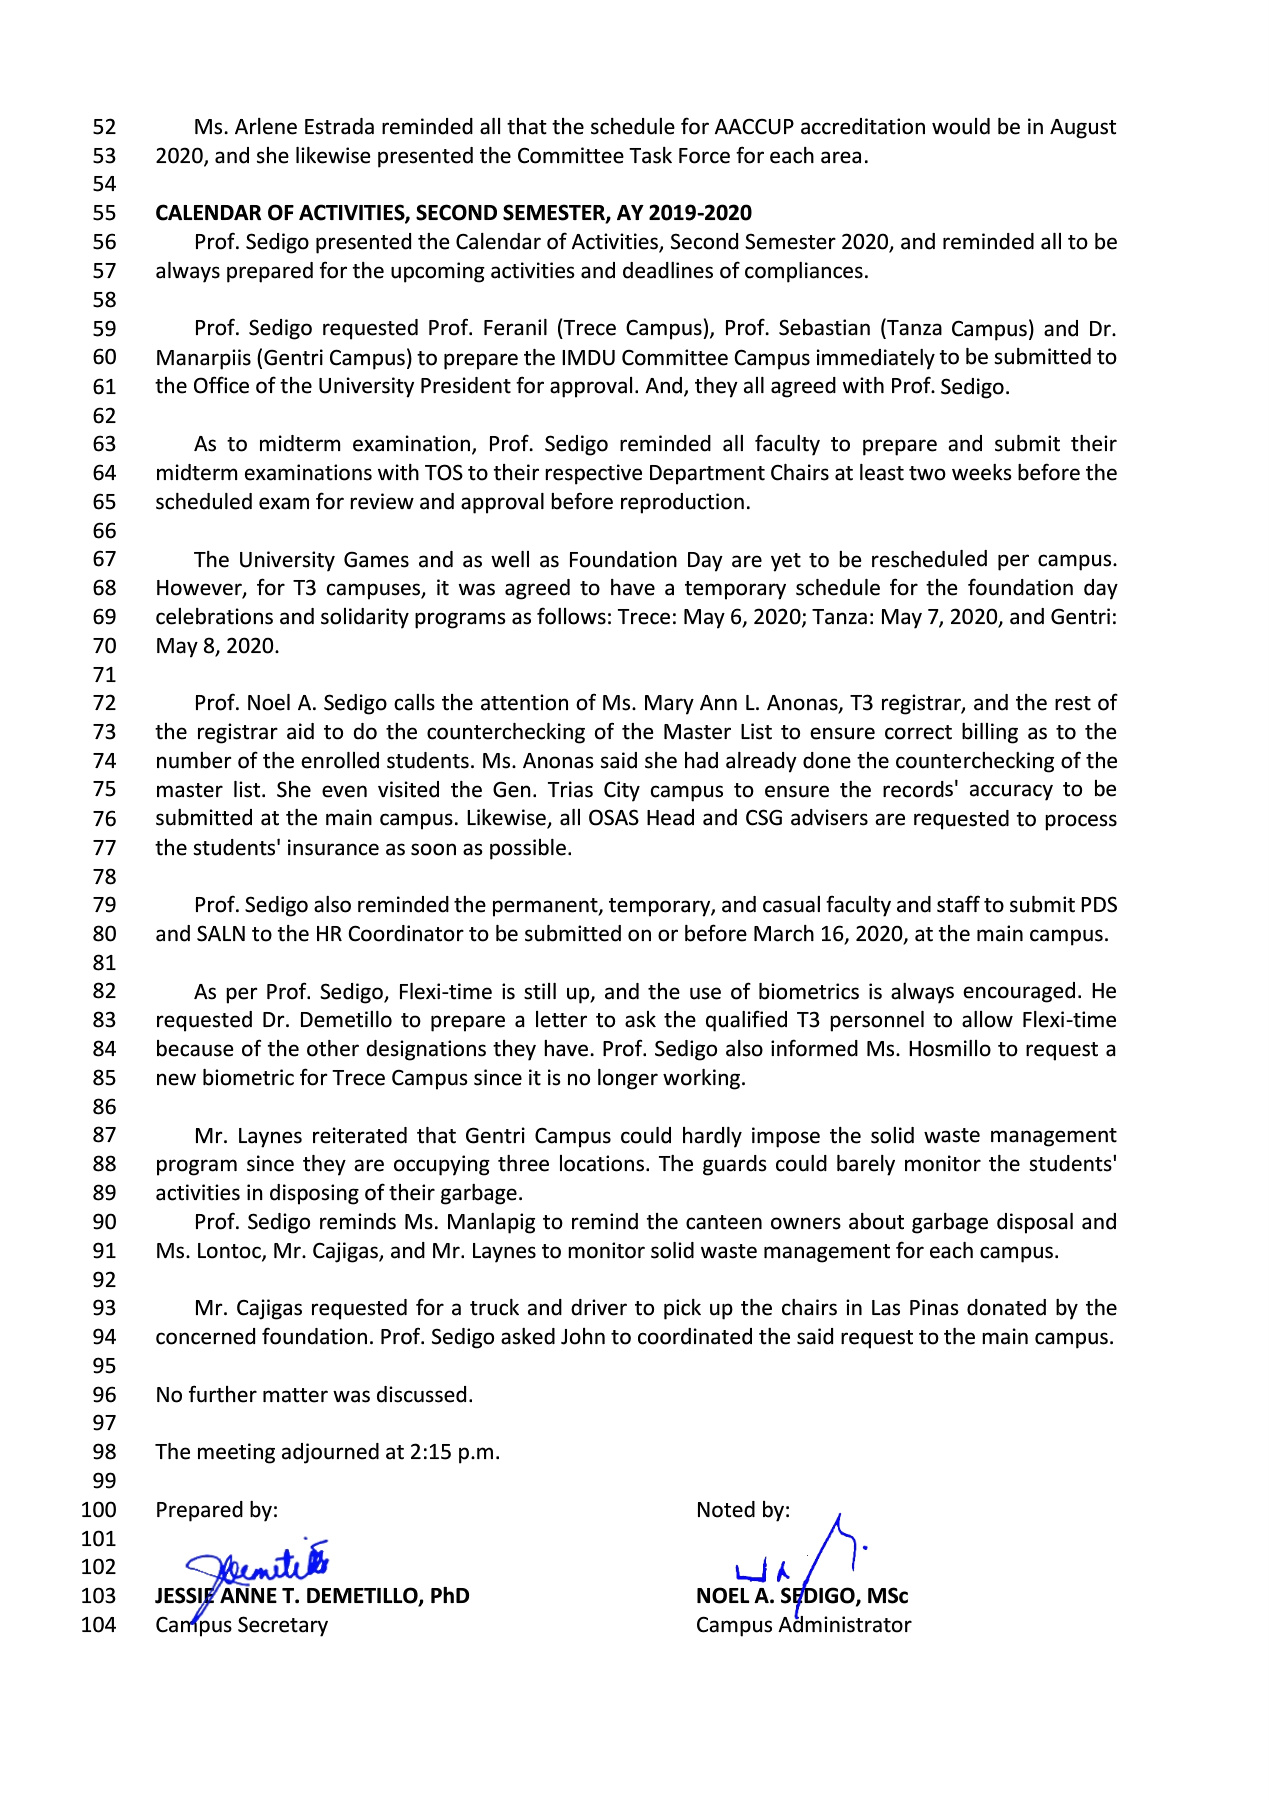 52 Ms. Arlene Estrada reminded all that the schedule for AACCUP accreditation would be in August
53 2020, and she likewise presented the Committee Task Force for each area.
54
55 CALENDAR OF ACTIVITIES, SECOND SEMESTER, AY 2019-2020
56 Prof. Sedigo presented the Calendar of Activities, Second Semester 2020, and reminded all to be
57 always prepared for the upcoming activities and deadlines of compliances.
58
59 Prof. Sedigo requested Prof. Feranil (Trece Campus), Prof. Sebastian (Tanza Campus) and Dr.
60 Manarpiis (Gentri Campus) to prepare the IMDU Committee Campus immediately to be submitted to
61 the Office of the University President for approval. And, they all agreed with Prof. Sedigo.
62
63 As to midterm examination, Prof. Sedigo reminded all faculty to prepare and submit their
64 midterm examinations with TOS to their respective Department Chairs at least two weeks before the
65 scheduled exam for review and approval before reproduction.
66
67 The University Games and as well as Foundation Day are yet to be rescheduled per campus.
68 However, for T3 campuses, it was agreed to have a temporary schedule for the foundation day
69 celebrations and solidarity programs as follows: Trece: May 6, 2020; Tanza: May 7, 2020, and Gentri:
70 May 8, 2020.
71
72 Prof. Noel A. Sedigo calls the attention of Ms. Mary Ann L. Anonas, T3 registrar, and the rest of
73 the registrar aid to do the counterchecking of the Master List to ensure correct billing as to the
74 number of the enrolled students. Ms. Anonas said she had already done the counterchecking of the
75 master list. She even visited the Gen. Trias City campus to ensure the records' accuracy to be
76 submitted at the main campus. Likewise, all OSAS Head and CSG advisers are requested to process
77 the students' insurance as soon as possible.
78
79 Prof. Sedigo also reminded the permanent, temporary, and casual faculty and staff to submit PDS
80 and SALN to the HR Coordinator to be submitted on or before March 16, 2020, at the main campus.
81
82 As per Prof. Sedigo, Flexi-time is still up, and the use of biometrics is always encouraged. He
83 requested Dr. Demetillo to prepare a letter to ask the qualified T3 personnel to allow Flexi-time
84 because of the other designations they have. Prof. Sedigo also informed Ms. Hosmillo to request a
85 new biometric for Trece Campus since it is no longer working.
86
87 Mr. Laynes reiterated that Gentri Campus could hardly impose the solid waste management
88 program since they are occupying three locations. The guards could barely monitor the students'
89 activities in disposing of their garbage.
90 Prof. Sedigo reminds Ms. Manlapig to remind the canteen owners about garbage disposal and
91 Ms. Lontoc, Mr. Cajigas, and Mr. Laynes to monitor solid waste management for each campus.
92
93 Mr. Cajigas requested for a truck and driver to pick up the chairs in Las Pinas donated by the
94 concerned foundation. Prof. Sedigo asked John to coordinated the said request to the main campus.
95
96 No further matter was discussed.
97
98 The meeting adjourned at 2:15 p.m.
99
100 Prepared by: Noted by:
101
102
103 JESSIE ANNE T. DEMETILLO, PhD NOEL A. SEDIGO, MSc
104 Campus Secretary Campus Administrator